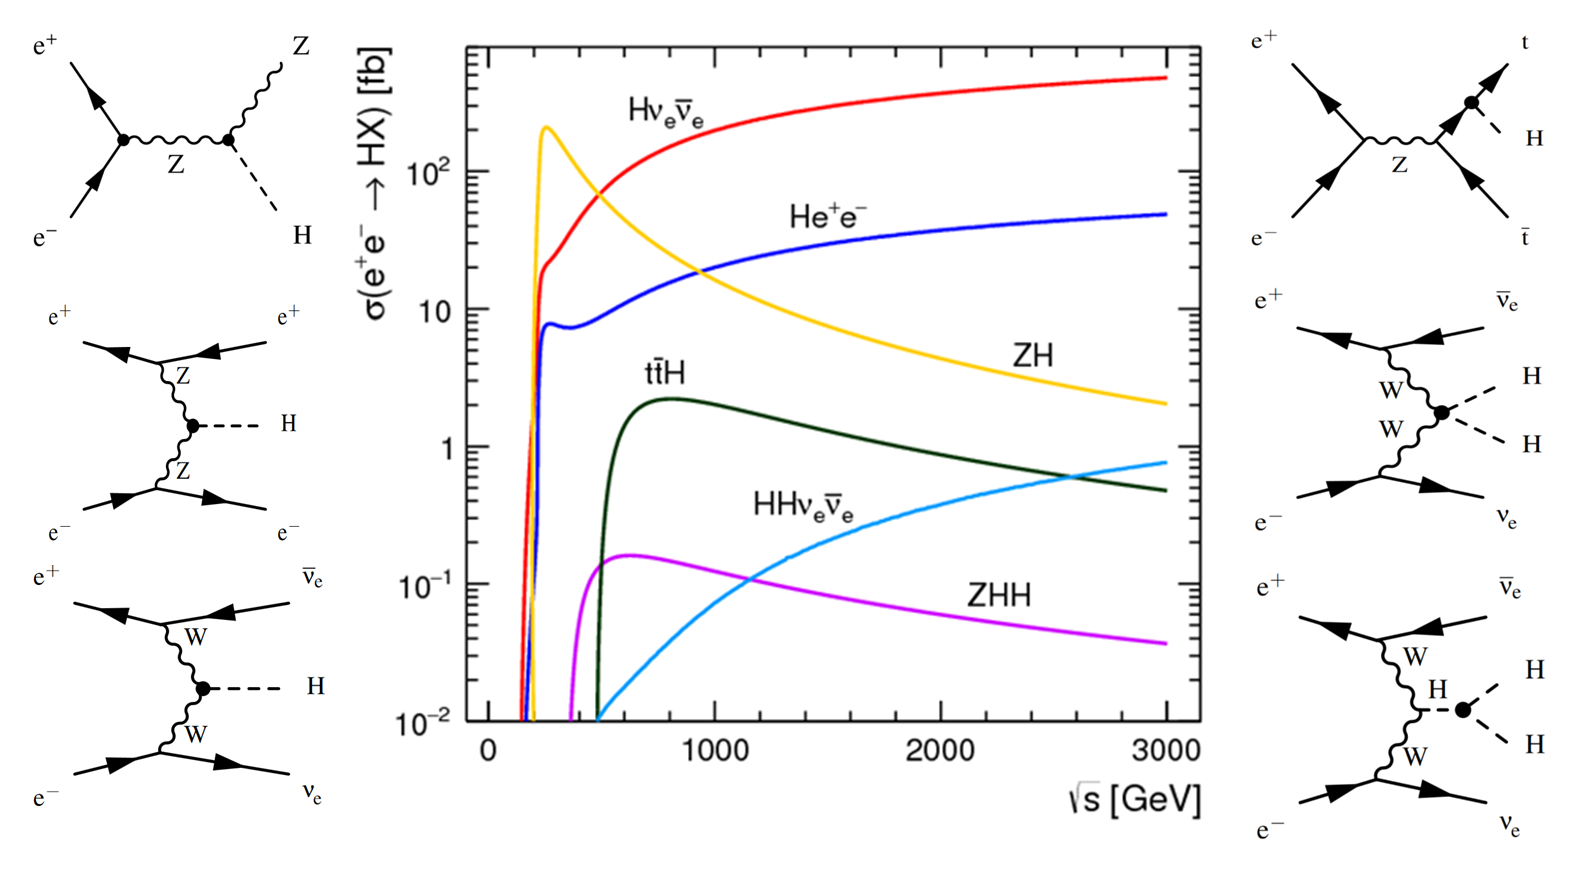 e⁺
Z
Z
e⁻
H
e⁺
e⁺
Z
H
Z
e⁻
e⁻
e⁺
ν̅ₑ
W
H
W
e⁻
νₑ
σ(e⁺e⁻ → HX) [fb]
10²
10
1
10⁻¹
10⁻²
Hνₑν̅ₑ
He⁺e⁻
ZH
tt̅H
HHνₑν̅ₑ
ZHH
0
1000
2000
3000
√s [GeV]
e⁺
t
H
Z
e⁻
t̅
e⁺
ν̅ₑ
H
W
W
H
e⁻
νₑ
e⁺
ν̅ₑ
W
H
H
H
W
e⁻
νₑ